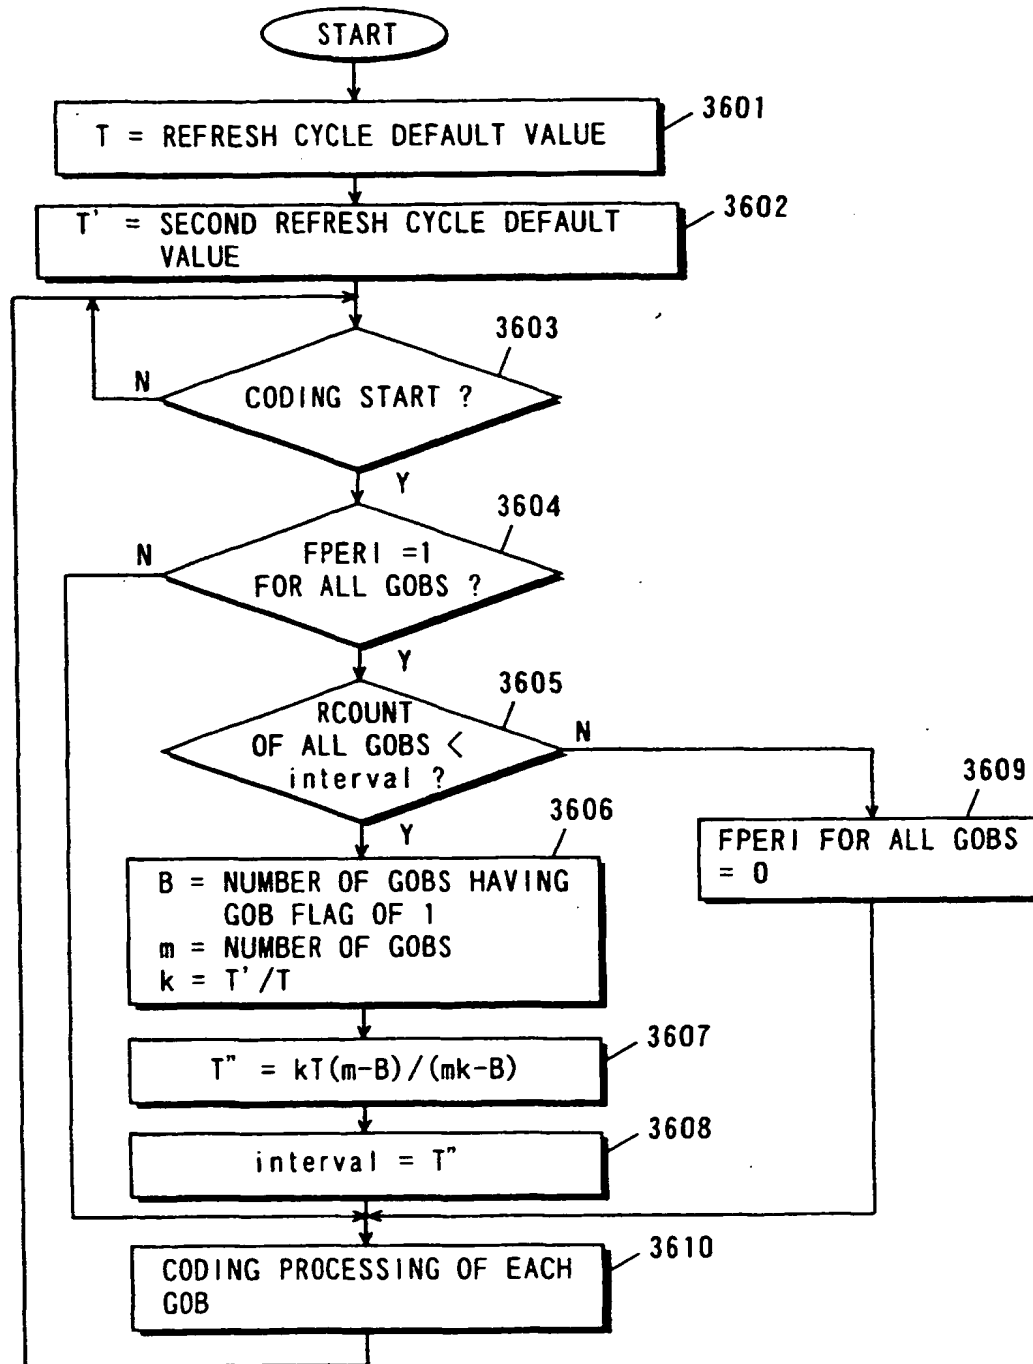 START
3601
T = REFRESH CYCLE DEFAULT VALUE
3602
T' = SECOND REFRESH CYCLE DEFAULT
VALUE
3603
N
CODING START ?
Y
3604
N
FPERI =1
FOR ALL GOBS ?
Y
3605
RCOUNT
OF ALL GOBS <
interval ?
N
Y
3606
3609
B = NUMBER OF GOBS HAVING
GOB FLAG OF 1
m = NUMBER OF GOBS
k = T'/T
FPERI FOR ALL GOBS
= 0
3607
T" = kT(m-B)/(mk-B)
3608
interval = T"
3610
CODING PROCESSING OF EACH
GOB